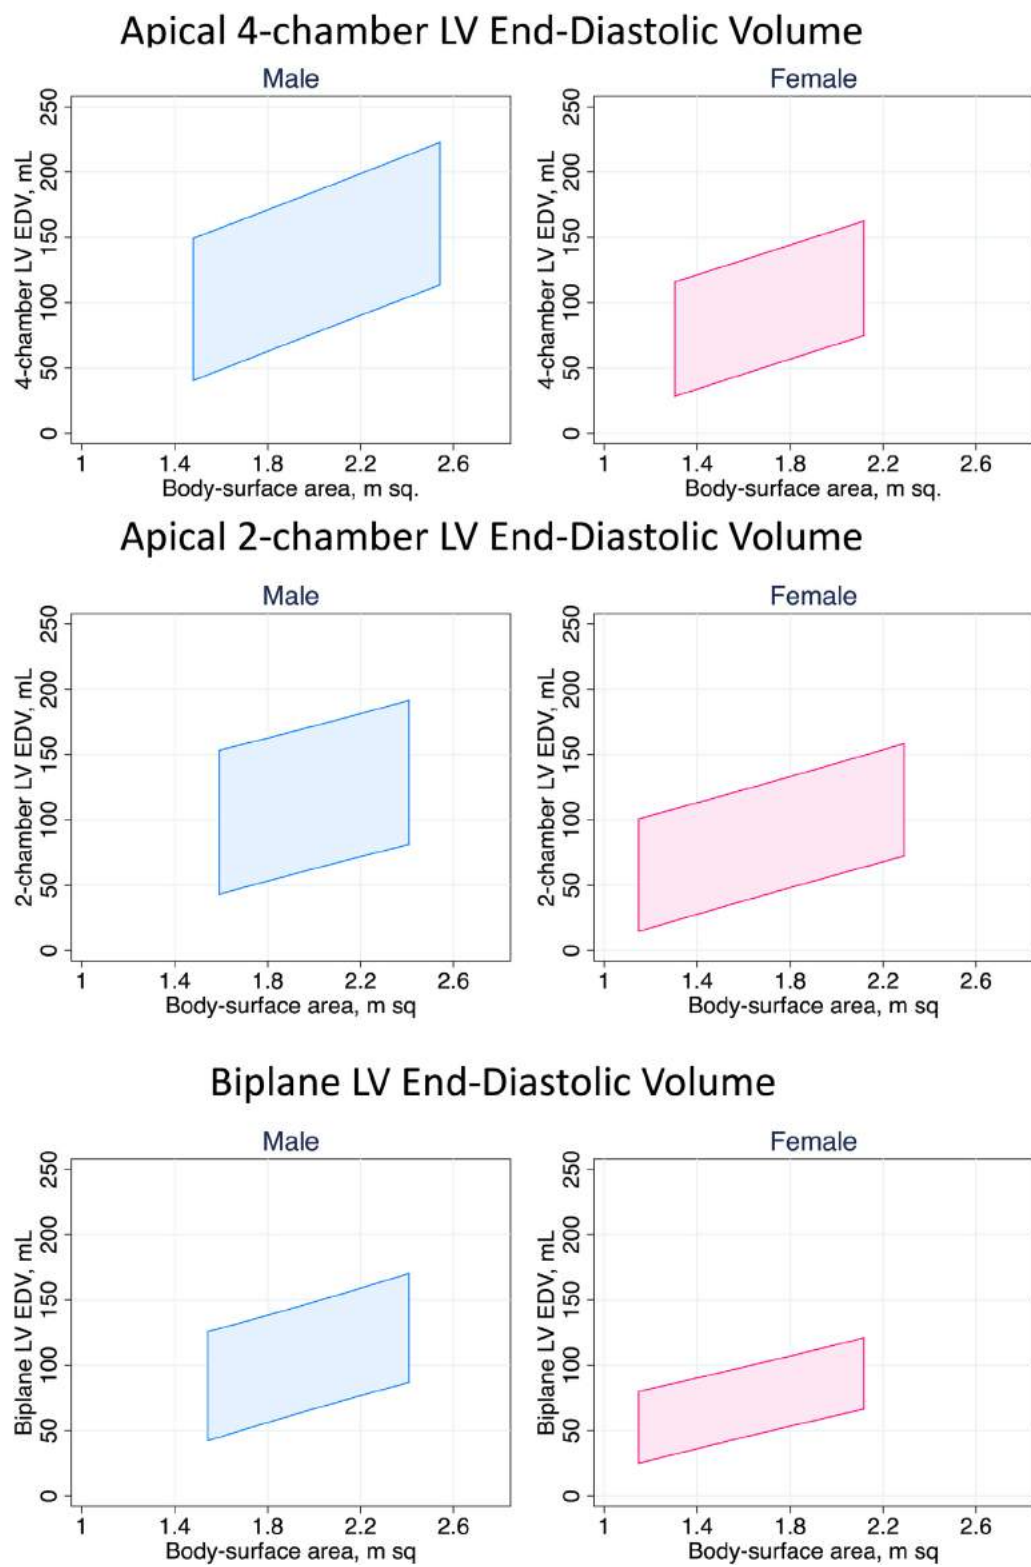 Apical 4-chamber LV End-Diastolic Volume
Male
Female
4-chamber LV EDV, mL
250
200
150
100
50
0
1 1.4 1.8 2.2 2.6
Body-surface area, m sq.
4-chamber LV EDV, mL
250
200
150
100
50
0
1 1.4 1.8 2.2 2.6
Body-surface area, m sq.
Apical 2-chamber LV End-Diastolic Volume
Male
Female
2-chamber LV EDV, mL
250
200
150
100
50
0
1 1.4 1.8 2.2 2.6
Body-surface area, m sq
2-chamber LV EDV, mL
250
200
150
100
50
0
1 1.4 1.8 2.2 2.6
Body-surface area, m sq
Biplane LV End-Diastolic Volume
Male
Female
Biplane LV EDV, mL
250
200
150
100
50
0
1 1.4 1.8 2.2 2.6
Body-surface area, m sq
Biplane LV EDV, mL
250
200
150
100
50
0
1 1.4 1.8 2.2 2.6
Body-surface area, m sq